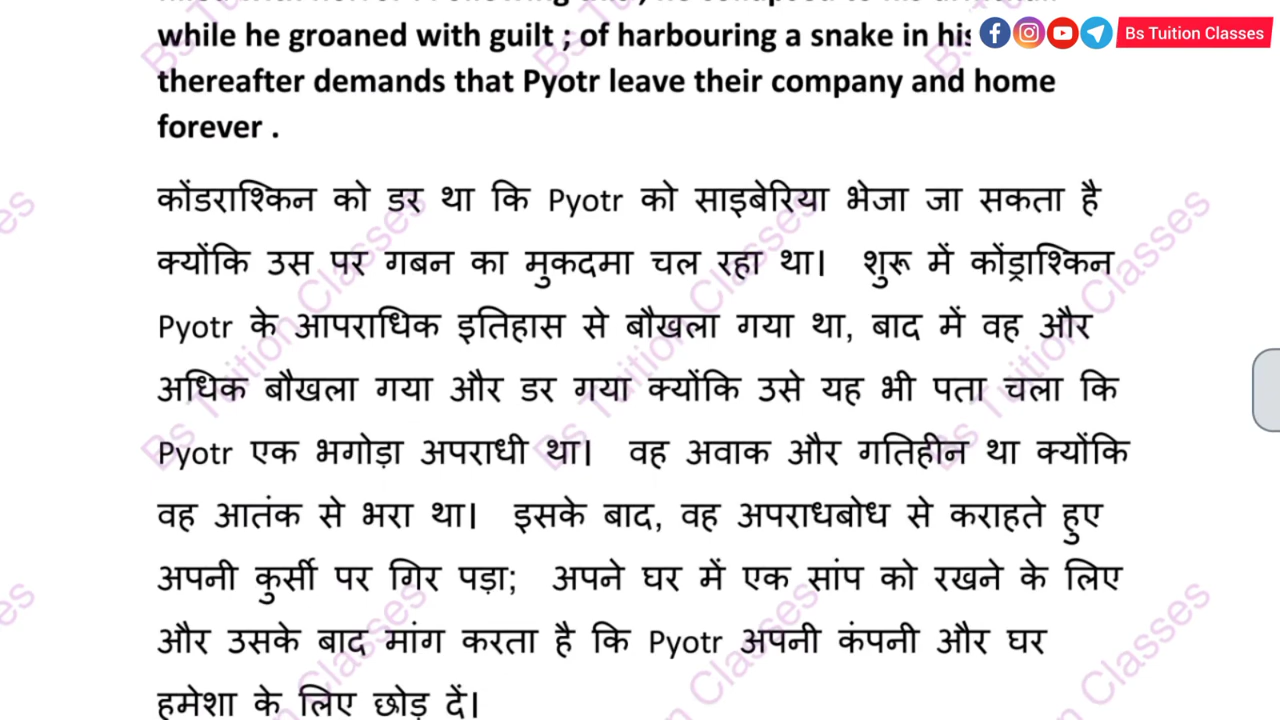 while he groaned with guilt ; of harbouring a snake in his
Bs Tuition Classes
thereafter demands that Pyotr leave their company and home
forever .
कोंडराश्किन को डर था कि Pyotr को साइबेरिया भेजा जा सकता है
क्योंकि उस पर गबन का मुकदमा चल रहा था। शुरू में कोंड्राश्किन
Pyotr के आपराधिक इतिहास से बौखला गया था, बाद में वह और
अधिक बौखला गया और डर गया क्योंकि उसे यह भी पता चला कि
Pyotr एक भगोड़ा अपराधी था। वह अवाक और गतिहीन था क्योंकि
वह आतंक से भरा था। इसके बाद, वह अपराधबोध से कराहते हुए
अपनी कुर्सी पर गिर पड़ा; अपने घर में एक सांप को रखने के लिए
और उसके बाद मांग करता है कि Pyotr अपनी कंपनी और घर
हमेशा के लिए छोड़ दें।